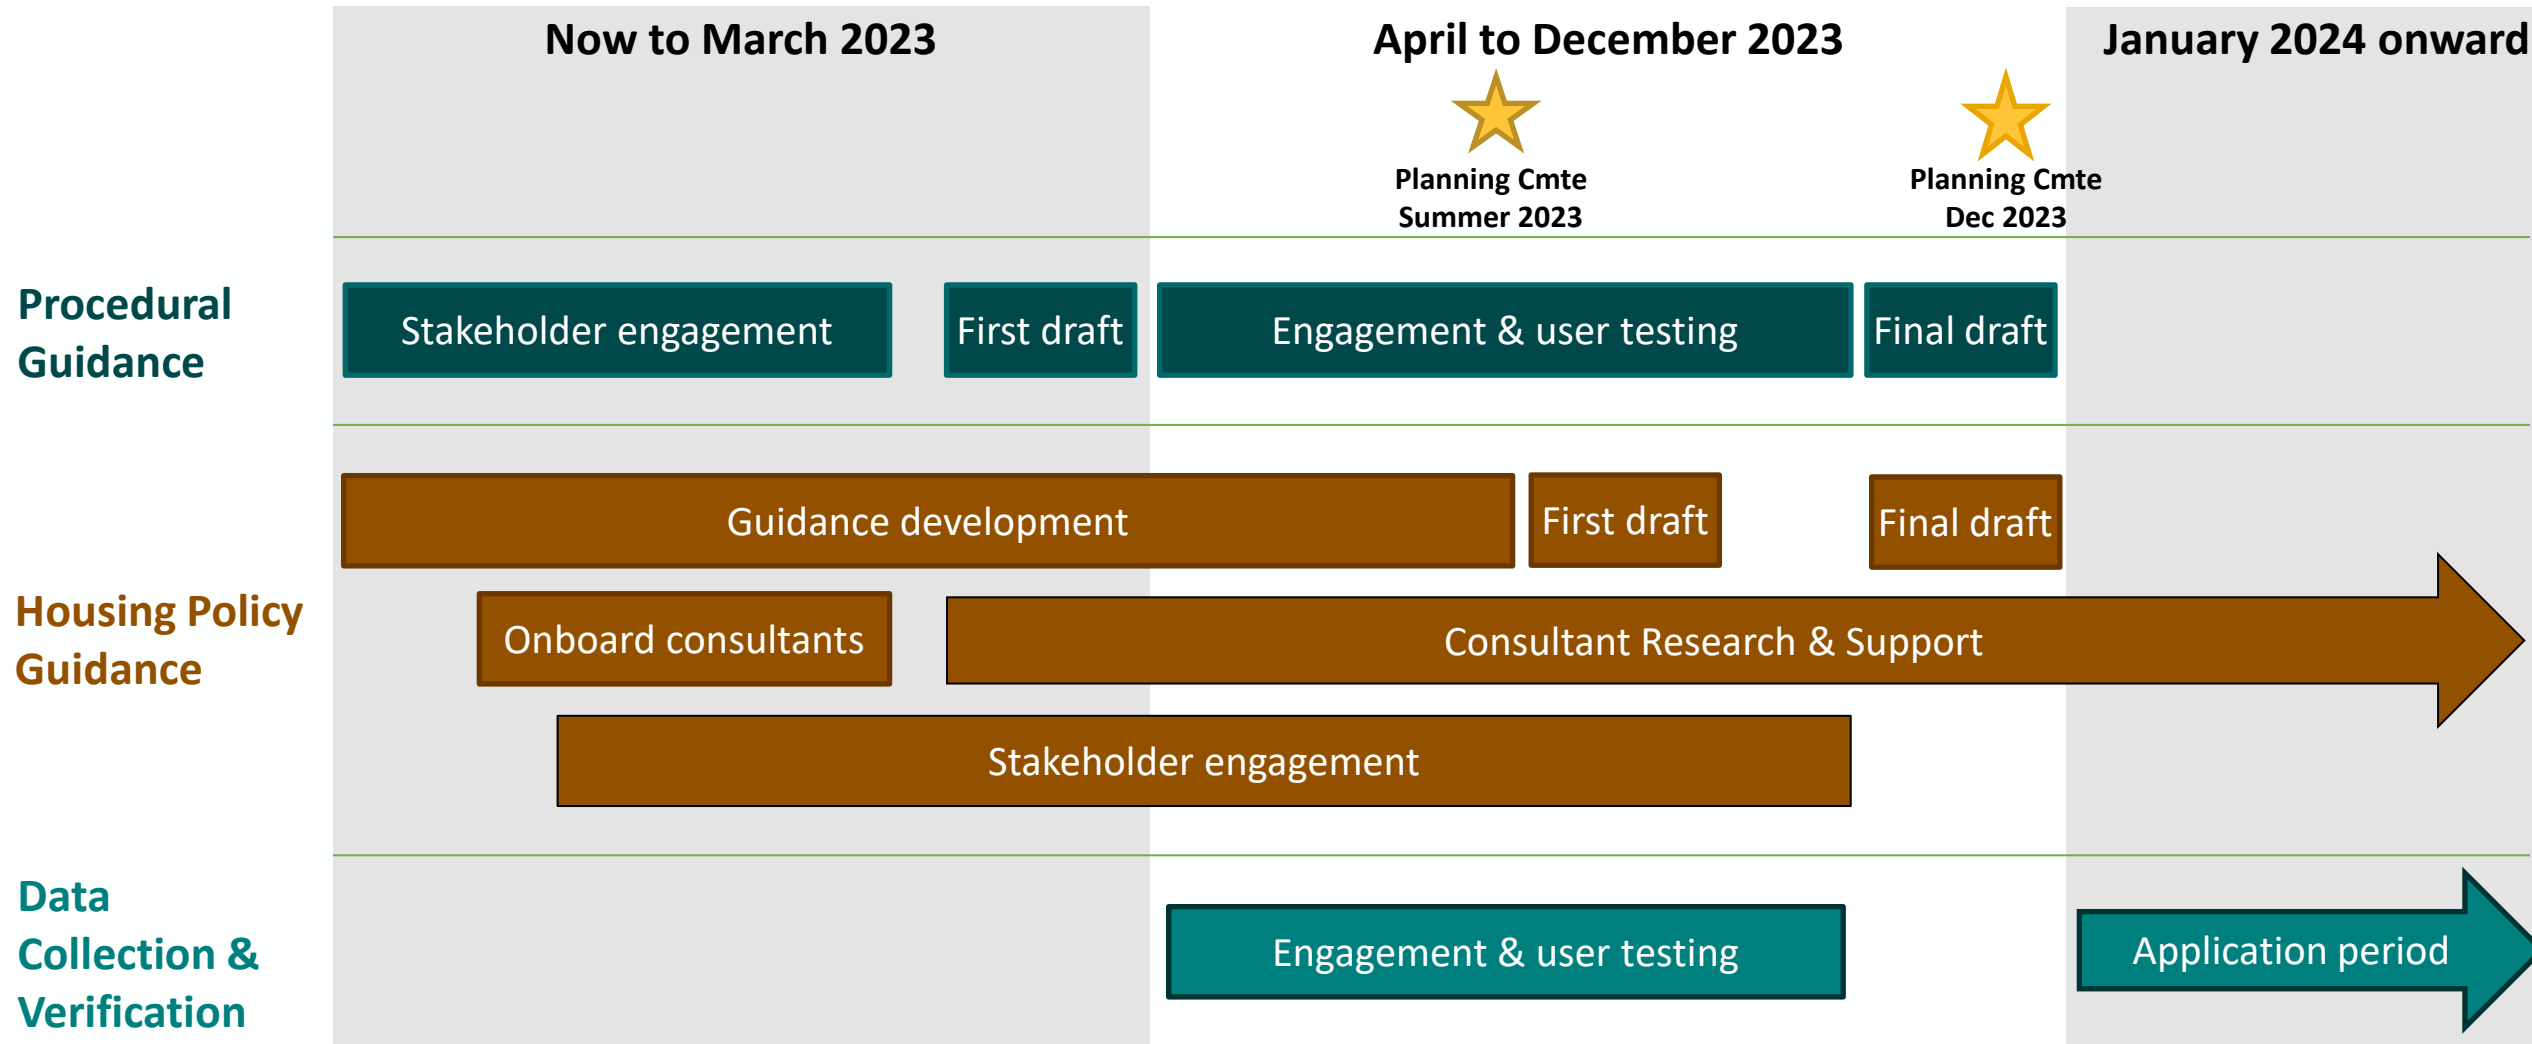 Now to March 2023
April to December 2023
January 2024 onward
Planning Cmte
Summer 2023
Planning Cmte
Dec 2023
Procedural
Guidance
Stakeholder engagement
First draft
Engagement & user testing
Final draft
Housing Policy
Guidance
Guidance development
First draft
Final draft
Onboard consultants
Consultant Research & Support
Stakeholder engagement
Data
Collection &
Verification
Engagement & user testing
Application period